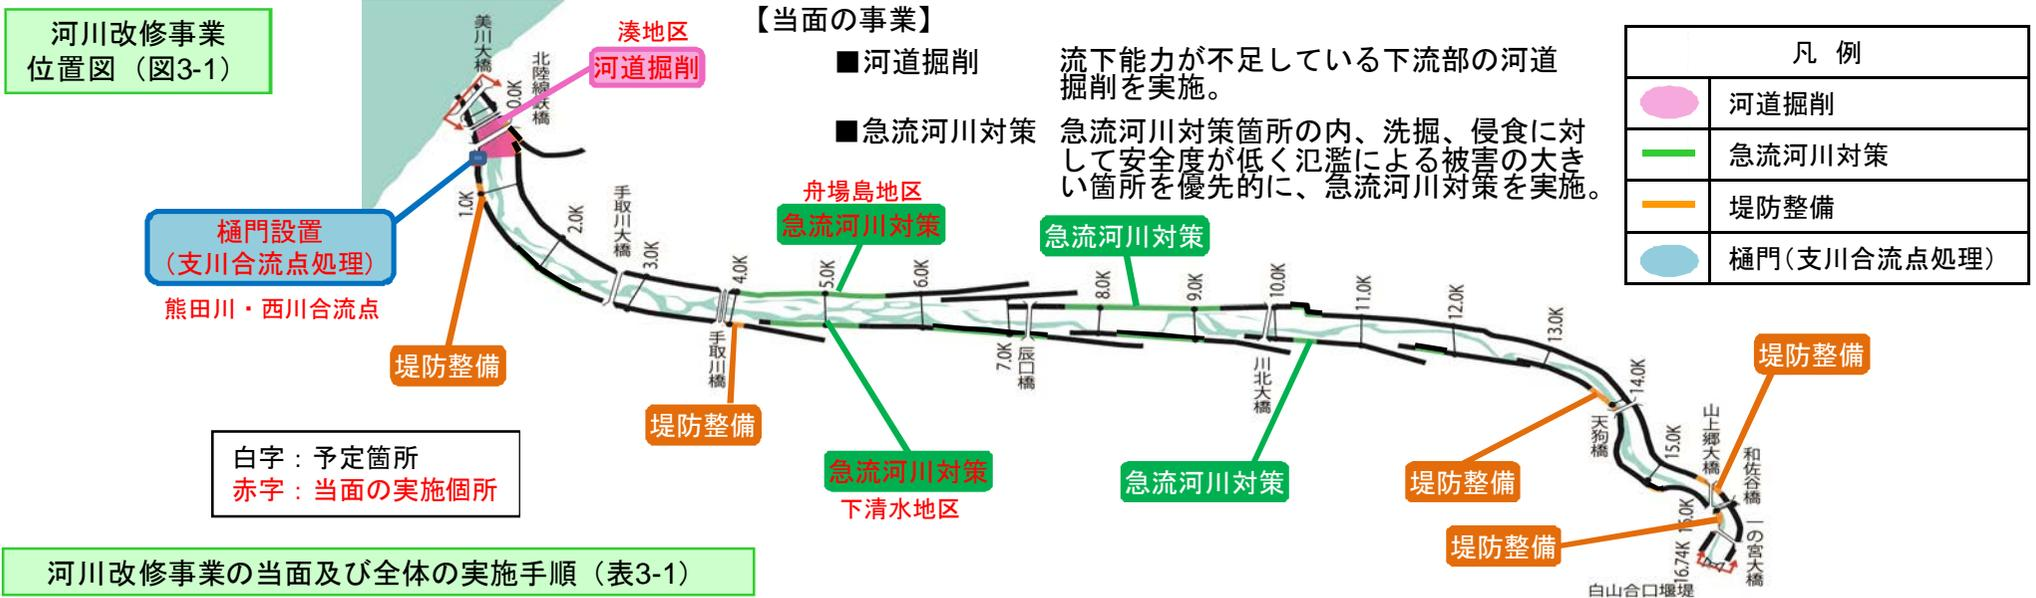 河川改修事業
位置図（図3-1）
【当面の事業】
■河道掘削
流下能力が不足している下流部の河道
掘削を実施。
■急流河川対策
急流河川対策箇所の内、洗掘、侵食に対
して安全度が低く氾濫による被害の大き
い箇所を優先的に、急流河川対策を実施。
凡 例
河道掘削
急流河川対策
堤防整備
樋門（支川合流点処理）
美川大橋
北陸線鉄橋
湊地区
河道掘削
0.0K
1.0K
樋門設置
（支川合流点処理）
熊田川・西川合流点
堤防整備
2.0K
手取川大橋
3.0K
4.0K
手取川橋
堤防整備
舟場島地区
急流河川対策
5.0K
6.0K
急流河川対策
下清水地区
7.0K
辰口橋
急流河川対策
8.0K
9.0K
10.0K
川北大橋
急流河川対策
11.0K
12.0K
13.0K
14.0K
天狗橋
堤防整備
15.0K
山上郷大橋
堤防整備
和佐谷橋
16.0K
堤防整備
一の宮大橋
16.74K
白山合口堰堤
白字：予定箇所
赤字：当面の実施個所
河川改修事業の当面及び全体の実施手順（表3-1）